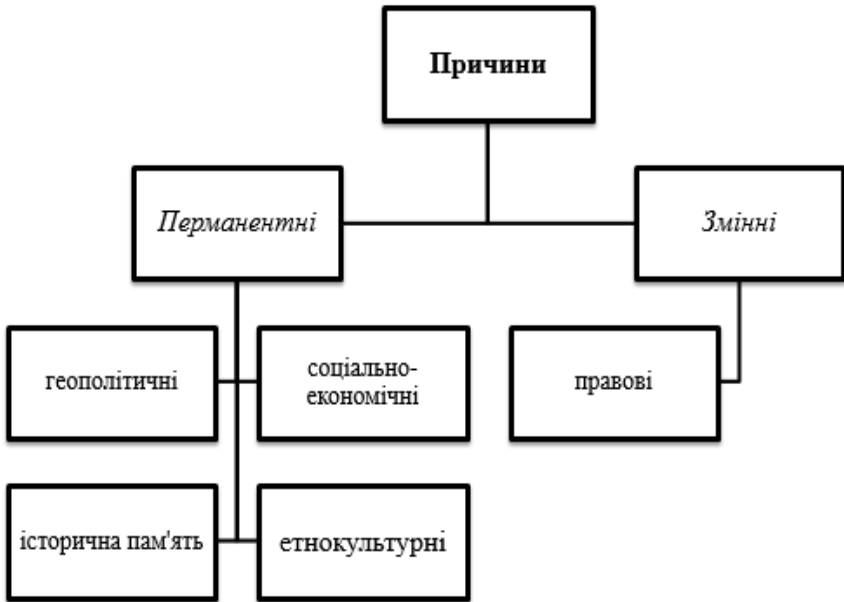 Причини
Перманентні
Змінні
геополітичні
соціально-
економічні
правові
історична пам'ять
етнокультурні